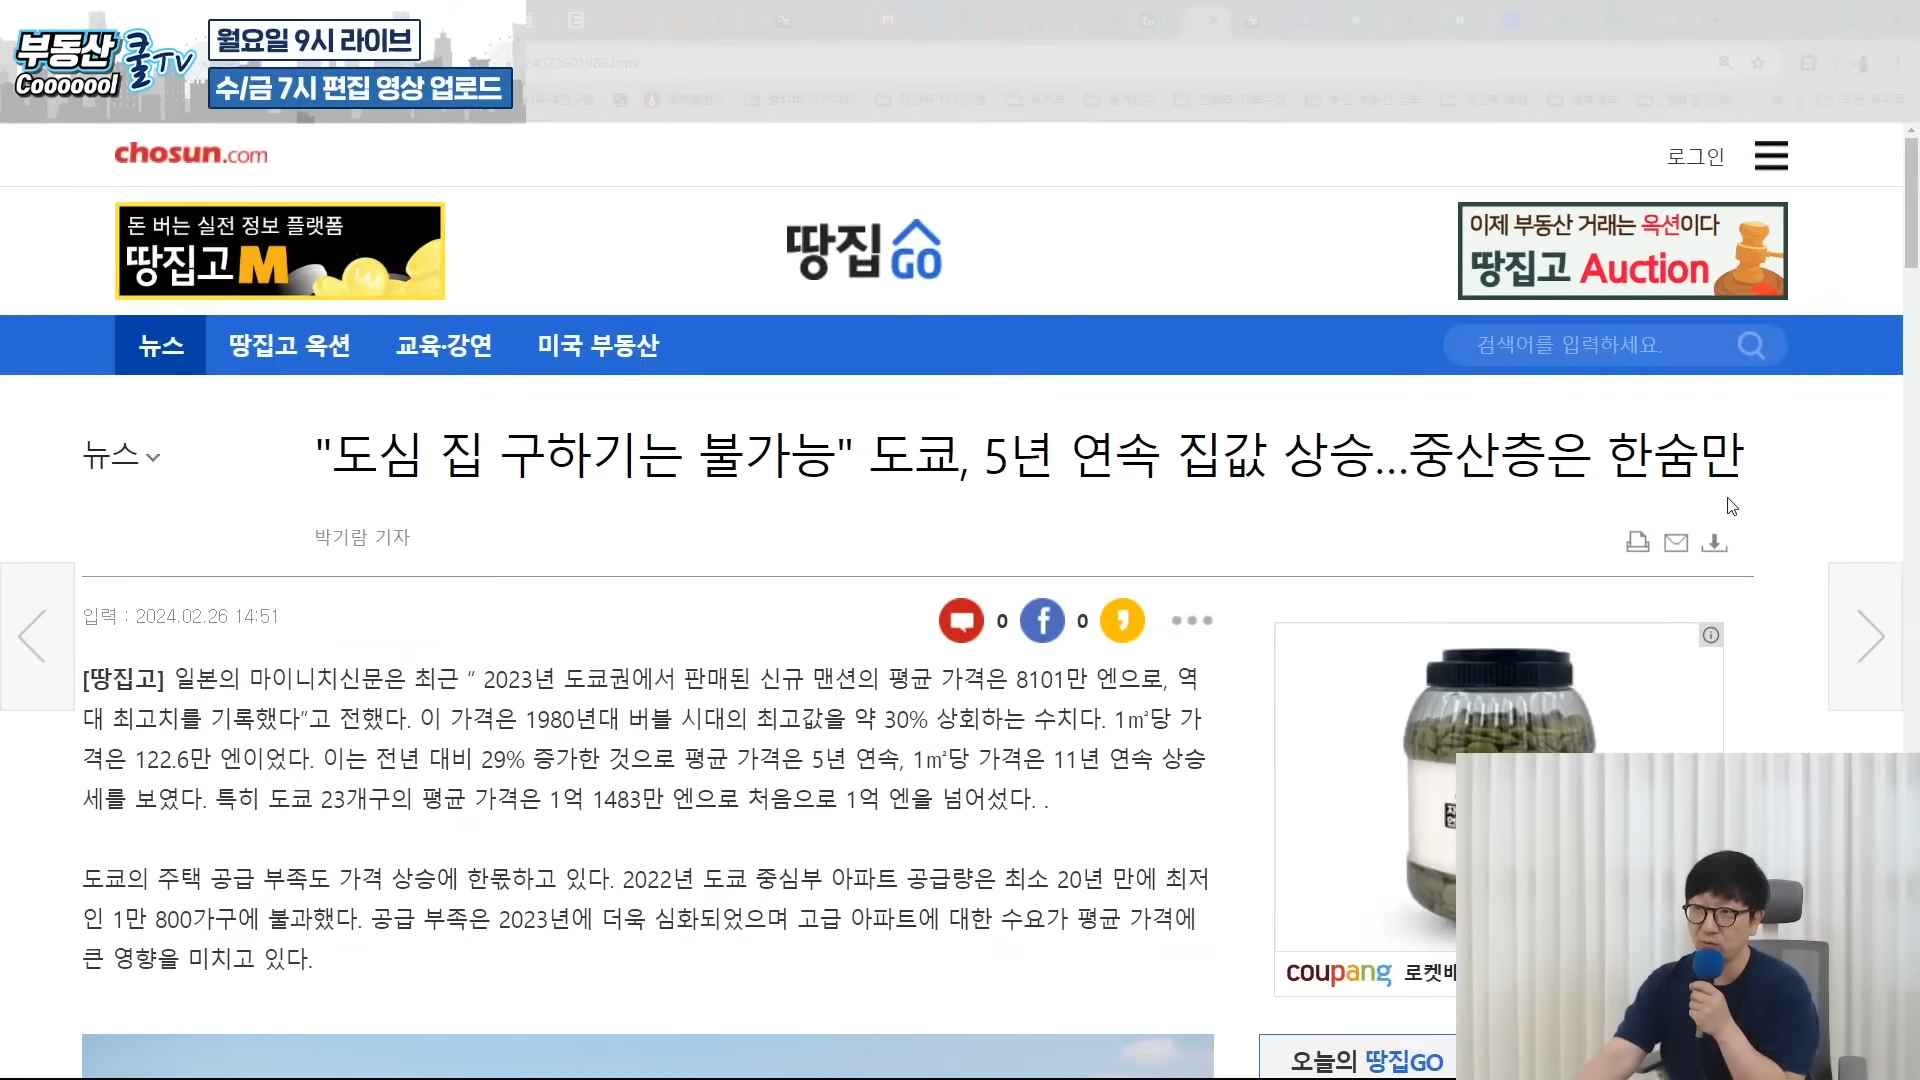 부동산
Cooooool
쿨TV
월요일 9시 라이브
수/금 7시 편집 영상 업로드
24023601986.html
chosun.com
로그인
돈 버는 실전 정보 플랫폼
땅집고M
땅집GO
이제 부동산 거래는 옥션이다
땅집고 Auction
뉴스 땅집고 옥션 교육·강연 미국 부동산
검색어를 입력하세요.
뉴스
"도심 집 구하기는 불가능" 도쿄, 5년 연속 집값 상승...중산층은 한숨만
박기람 기자
입력 : 2024.02.26 14:51
0 0
[땅집고] 일본의 마이니치신문은 최근 “ 2023년 도쿄권에서 판매된 신규 맨션의 평균 가격은 8101만 엔으로, 역
대 최고치를 기록했다”고 전했다. 이 가격은 1980년대 버블 시대의 최고값을 약 30% 상회하는 수치다. 1㎡당 가
격은 122.6만 엔이었다. 이는 전년 대비 29% 증가한 것으로 평균 가격은 5년 연속, 1㎡당 가격은 11년 연속 상승
세를 보였다. 특히 도쿄 23개구의 평균 가격은 1억 1483만 엔으로 처음으로 1억 엔을 넘어섰다. .
도쿄의 주택 공급 부족도 가격 상승에 한몫하고 있다. 2022년 도쿄 중심부 아파트 공급량은 최소 20년 만에 최저
인 1만 800가구에 불과했다. 공급 부족은 2023년에 더욱 심화되었으며 고급 아파트에 대한 수요가 평균 가격에
큰 영향을 미치고 있다.
coupang 로켓배
오늘의 땅집GO